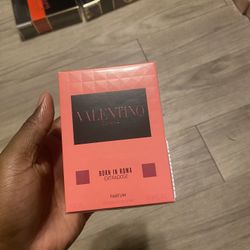 VALENTINO
BORN IN ROMA
EXTRADOSE
PARFUM